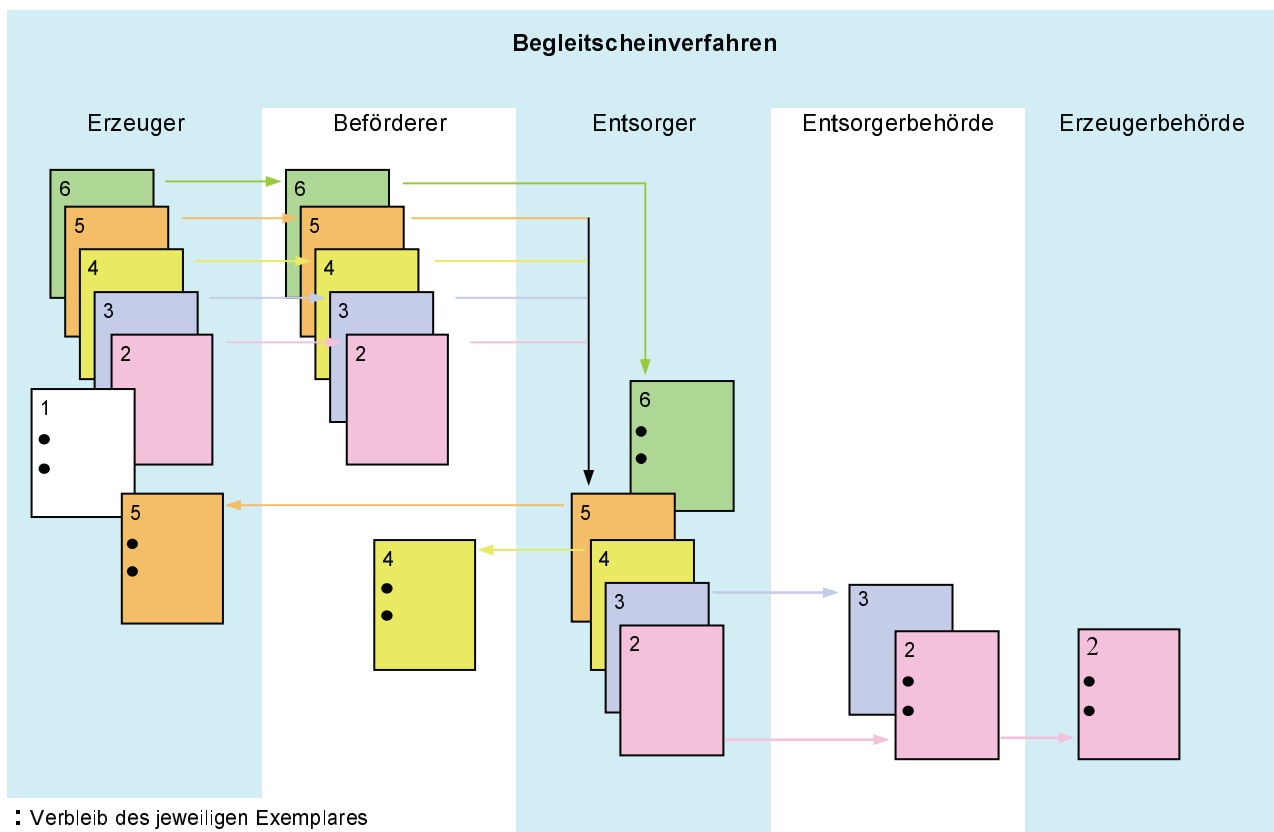 Begleitscheinverfahren
Erzeuger Beförderer Entsorger Entsorgerbehörde Erzeugerbehörde
6 6
5 5
4 4
3 3
2 2
6
1
5 5
4 4
3 3
2 2 2
: Verbleib des jeweiligen Exemplares